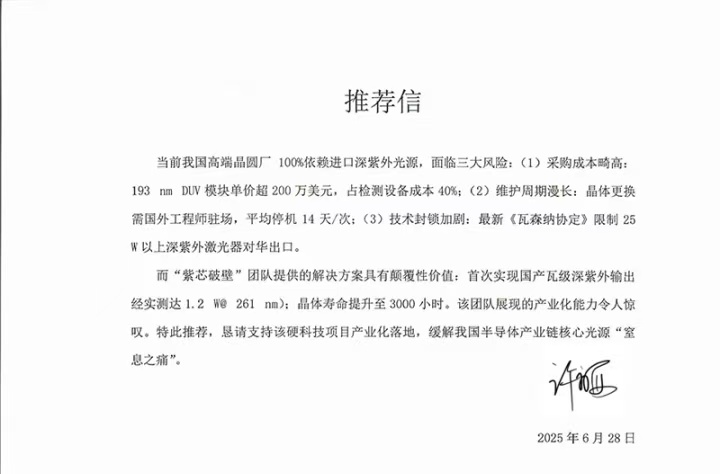 推荐信
当前我国高端晶圆厂 100%依赖进口深紫外光源，面临三大风险：（1）采购成本畸高：
193 nm DUV 模块单价超 200 万美元，占检测设备成本 40%；（2）维护周期漫长：晶体更换
需国外工程师驻场，平均停机 14 天/次；（3）技术封锁加剧：最新《瓦森纳协定》限制 25
W 以上深紫外激光器对华出口。
而“紫芯破壁”团队提供的解决方案具有颠覆性价值：首次实现国产瓦级深紫外输出
经实测达 1.2 W@ 261 nm）；晶体寿命提升至 3000 小时。该团队展现的产业化能力令人惊
叹。特此推荐，恳请支持该硬科技项目产业化落地，缓解我国半导体产业链核心光源“窒
息之痛”。
2025 年 6 月 28 日